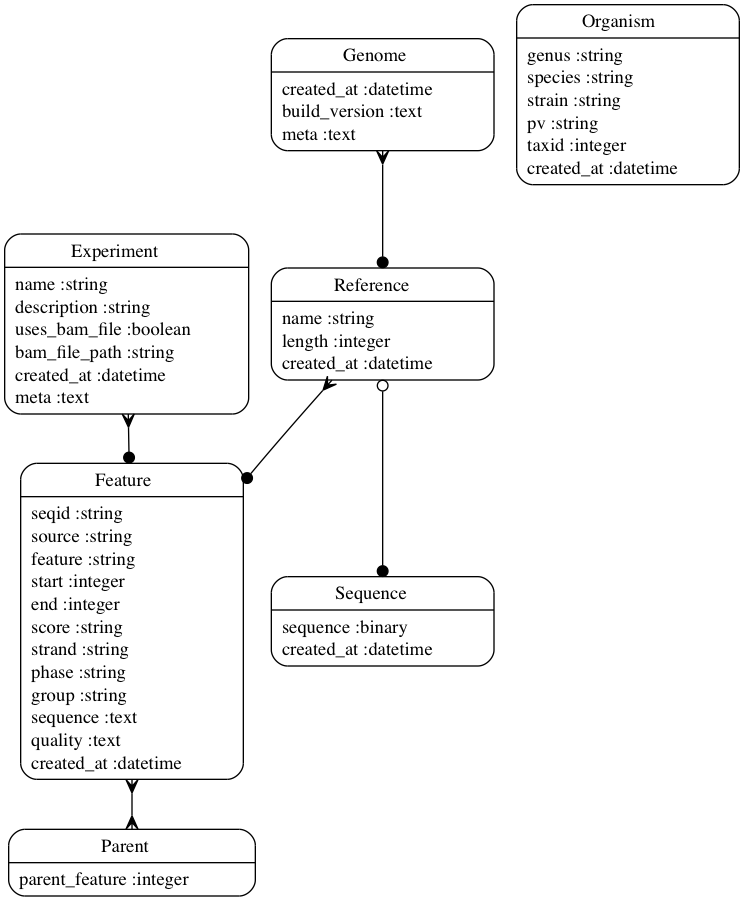 Genome
created_at :datetime
build_version :text
meta :text
Organism
genus :string
species :string
strain :string
pv :string
taxid :integer
created_at :datetime
Experiment
name :string
description :string
uses_bam_file :boolean
bam_file_path :string
created_at :datetime
meta :text
Reference
name :string
length :integer
created_at :datetime
Feature
seqid :string
source :string
feature :string
start :integer
end :integer
score :string
strand :string
phase :string
group :string
sequence :text
quality :text
created_at :datetime
Sequence
sequence :binary
created_at :datetime
Parent
parent_feature :integer